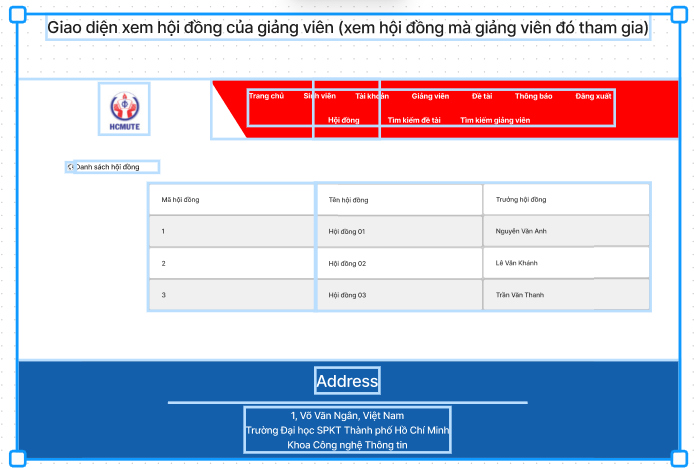 Giao diện xem hội đồng của giảng viên (xem hội đồng mà giảng viên đó tham gia)
HCMUTE
Trang chủ Sinh viên Tài khoản Giảng viên Đề tài Thông báo Đăng xuất
Hội đồng Tìm kiếm đề tài Tìm kiếm giảng viên
Danh sách hội đồng
Mã hội đồng Tên hội đồng Trưởng hội đồng
1 Hội đồng 01 Nguyễn Văn Anh
2 Hội đồng 02 Lê Văn Khánh
3 Hội đồng 03 Trần Văn Thanh
Address
1, Võ Văn Ngân, Việt Nam
Trường Đại học SPKT Thành phố Hồ Chí Minh
Khoa Công nghệ Thông tin